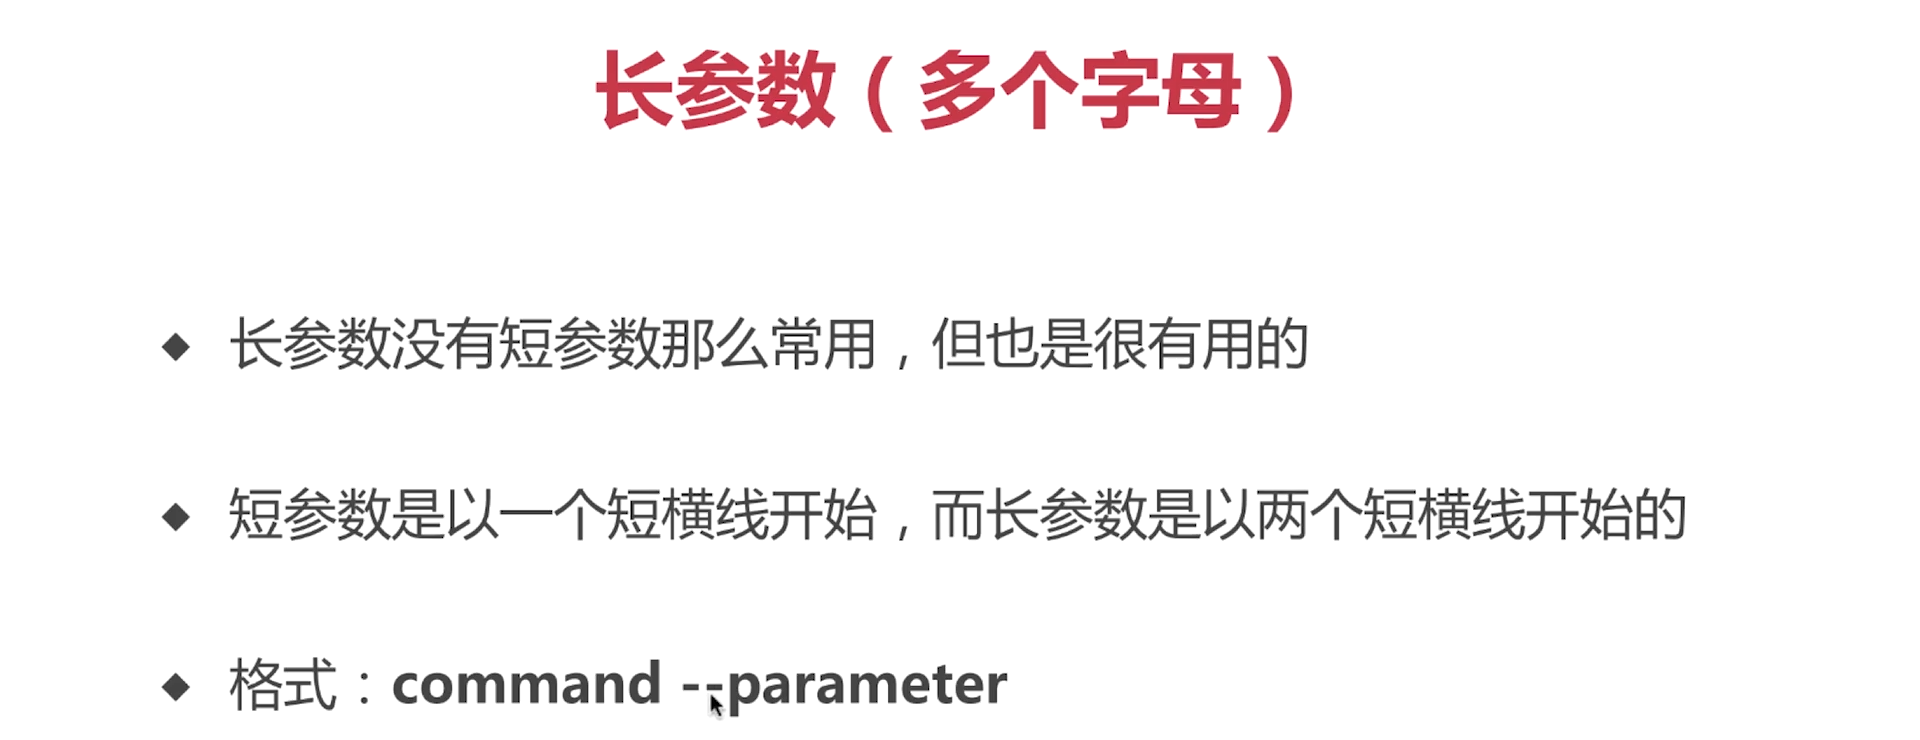 长参数（多个字母）
◆ 长参数没有短参数那么常用，但也是很有用的
◆ 短参数是以一个短横线开始，而长参数是以两个短横线开始的
◆ 格式：command --parameter